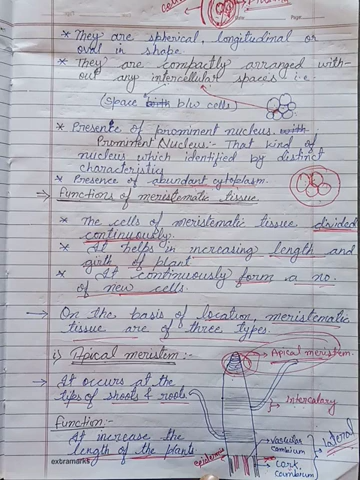 Page
* They are spherical, longitudinal or
oval in shape.
* They are compactly arranged with-
out any intercellular spaces i.e
(space b/w cells)
* Presente of prominent nucleus.
Prominent Nucleus:- That kind of
nucleus which identified by distinct
characteristics
* Presence of abundant cytoplasm.
→ Functions of meristematic tissue
* The cells of meristematic tissue divided
continuously.
* It helps in increasing length and
girth of plant
* It continuously form a no.
of new cells.
→ On the basis of location, meristematic
tissue are of three types.
i) Apical meristem:-
Apical meristem
→ It occurs at the
tips of shoots & roots
Intercalary
Function:-
It increase the
length of the plants
epidermis
Vascular
cambium
Cork
Caumbium
lateral
extramarks